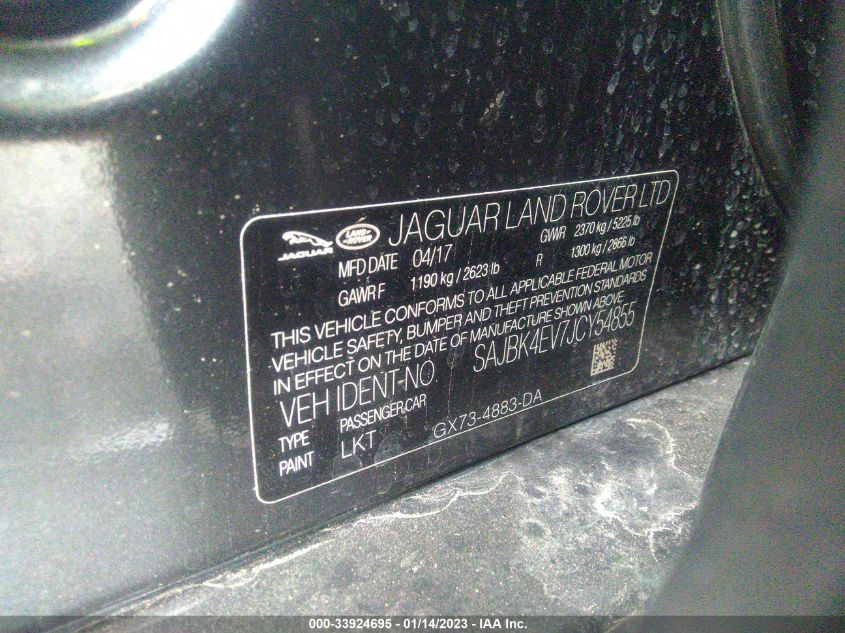 JAGUAR LAND-ROVER JAGUAR LAND ROVER LTD
MFD DATE 04/17 GVWR 2370 kg / 5225 lb
GAWR F 1190 kg / 2623 lb R 1300 kg / 2866 lb
THIS VEHICLE CONFORMS TO ALL APPLICABLE FEDERAL MOTOR
VEHICLE SAFETY, BUMPER AND THEFT PREVENTION STANDARDS
IN EFFECT ON THE DATE OF MANUFACTURE SHOWN ABOVE
VEH IDENT NO. SAJBK4EV7JCY54855
TYPE PASSENGER CAR
PAINT LKT GX73-4883-DA
000-33924695 - 01/14/2023 - IAA Inc.